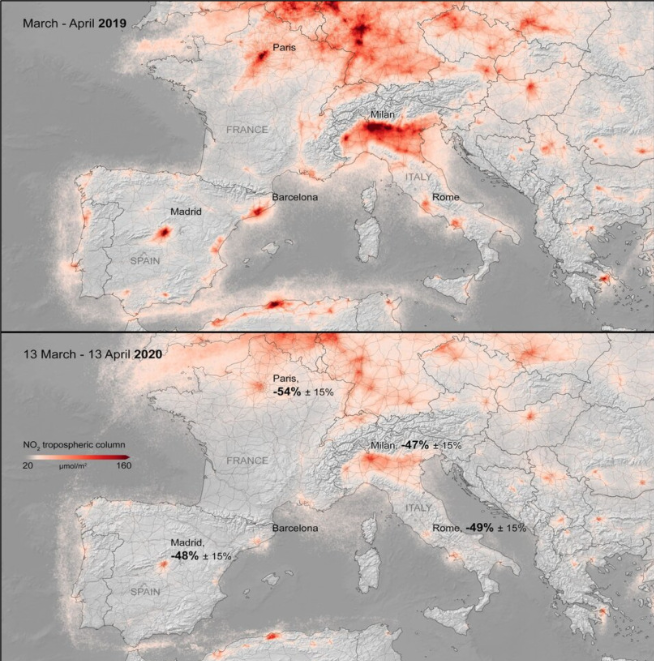 March - April 2019
Paris
Milan
FRANCE
ITALY
Barcelona
Rome
Madrid
SPAIN
13 March - 13 April 2020
Paris,
-54% ± 15%
NO₂ tropospheric column
20 µmol/m² 160
Milan, -47% ± 15%
FRANCE
ITALY
Barcelona
Rome, -49% ± 15%
Madrid,
-48% ± 15%
SPAIN